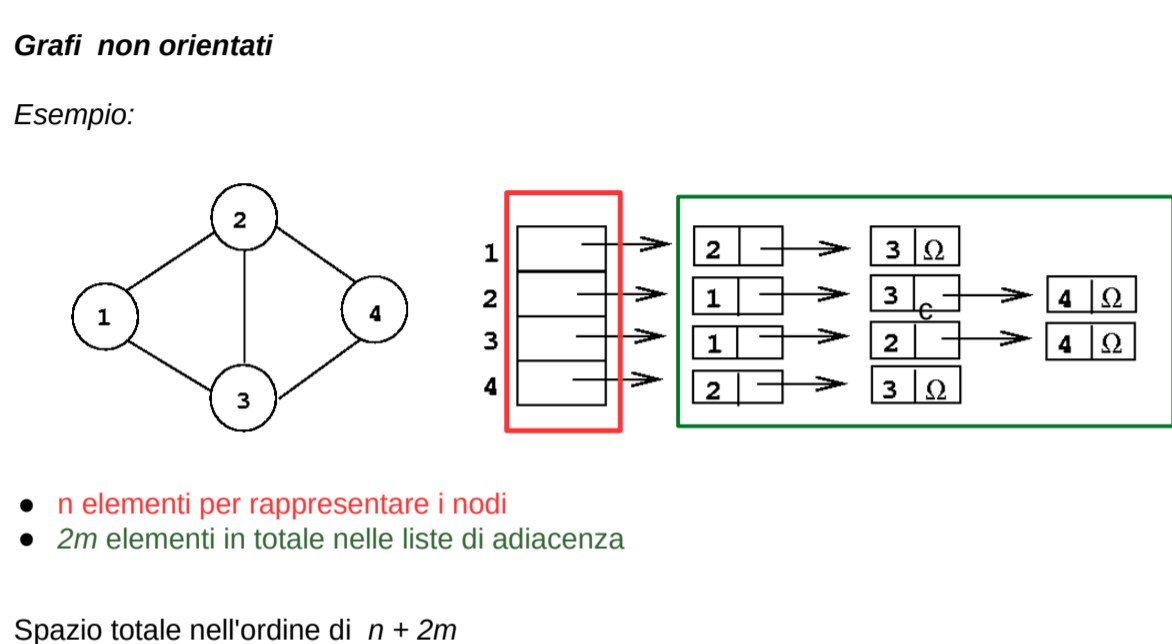 Grafi non orientati
Esempio:
2
1
4
3
1 2 3 Ω
2 1 3 C 4 Ω
3 1 2 4 Ω
4 2 3 Ω
● n elementi per rappresentare i nodi
● 2m elementi in totale nelle liste di adiacenza
Spazio totale nell'ordine di n + 2m